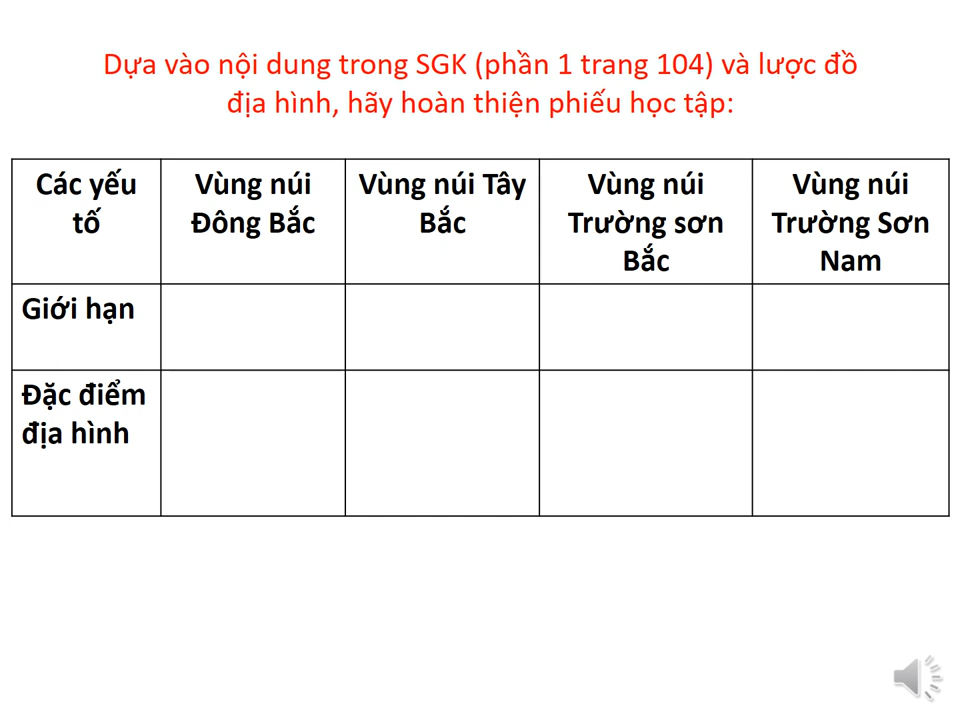 Dựa vào nội dung trong SGK (phần 1 trang 104) và lược đồ
địa hình, hãy hoàn thiện phiếu học tập:
Các yếu
tố
Vùng núi
Đông Bắc
Vùng núi Tây
Bắc
Vùng núi
Trường sơn
Bắc
Vùng núi
Trường Sơn
Nam
Giới hạn
Đặc điểm
địa hình